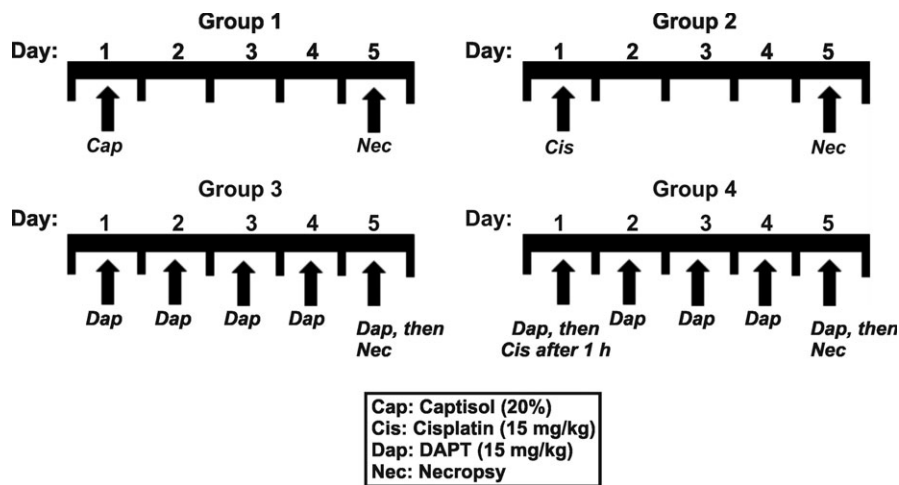 Group 1
Day: 1 2 3 4 5
Cap Nec
Group 2
Day: 1 2 3 4 5
Cis Nec
Group 3
Day: 1 2 3 4 5
Dap Dap Dap Dap Dap, then
Nec
Group 4
Day: 1 2 3 4 5
Dap, then Dap Dap Dap Dap, then
Cis after 1 h Nec
Cap: Captisol (20%)
Cis: Cisplatin (15 mg/kg)
Dap: DAPT (15 mg/kg)
Nec: Necropsy